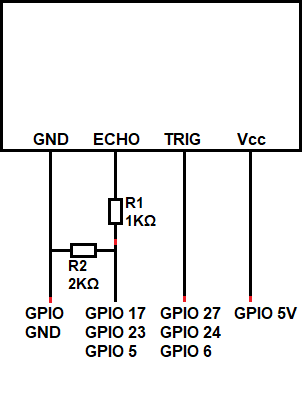 GND ECHO TRIG Vcc
R1
1KΩ
R2
2KΩ
GPIO GND
GPIO 17
GPIO 23
GPIO 5
GPIO 27
GPIO 24
GPIO 6
GPIO 5V